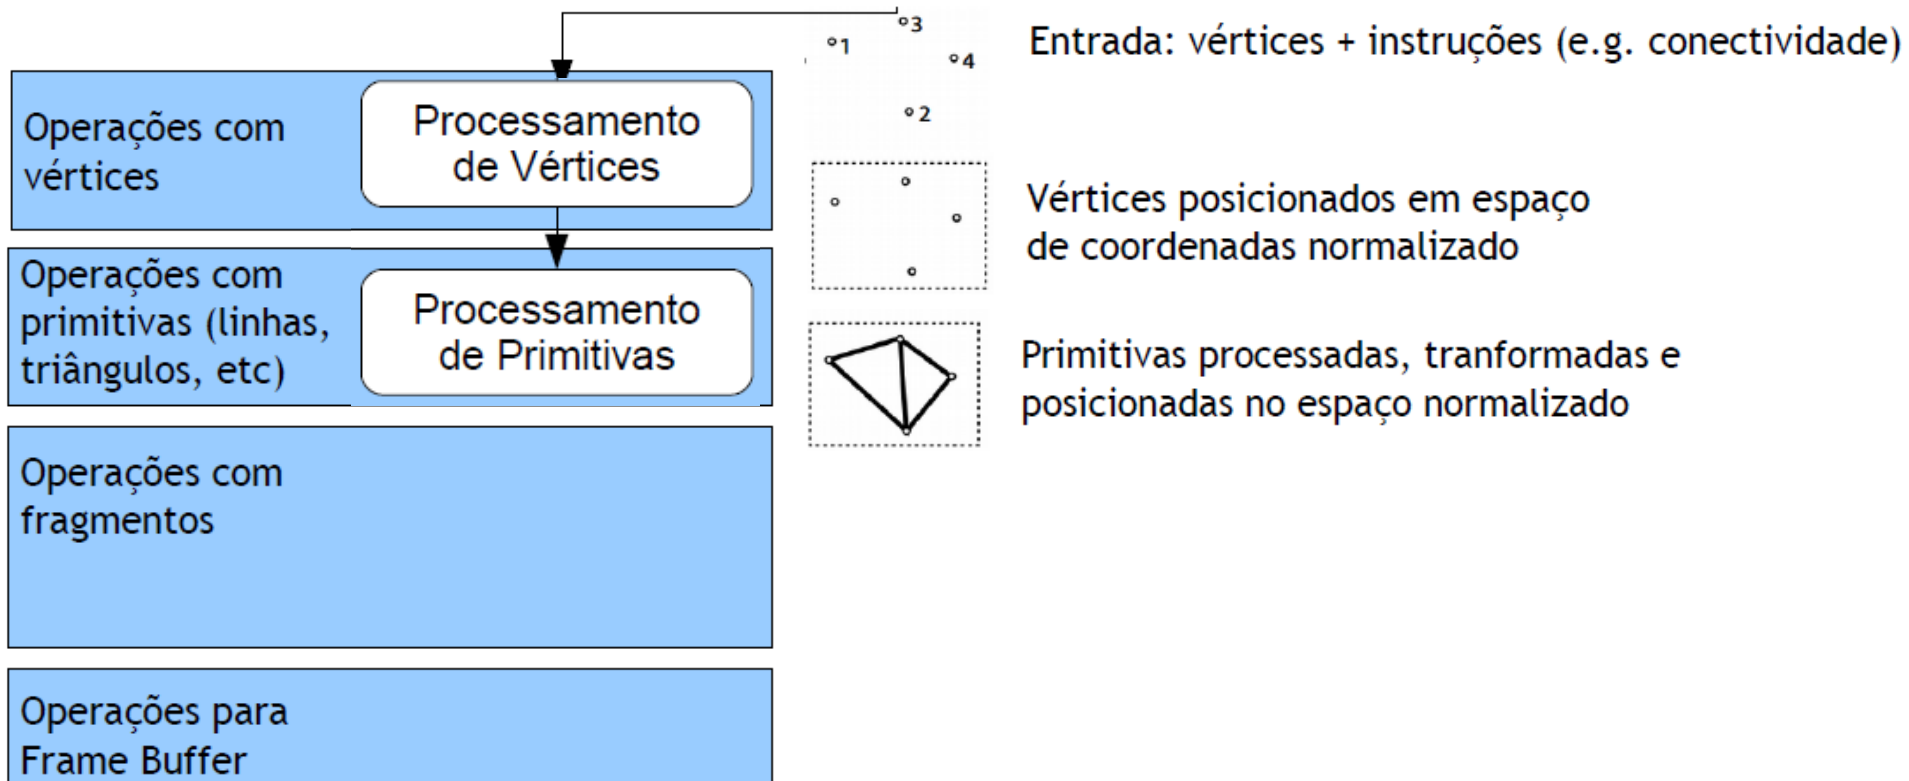 3
1
4
2
Entrada: vértices + instruções (e.g. conectividade)
Operações com
vértices
Processamento
de Vértices
Vértices posicionados em espaço
de coordenadas normalizado
Operações com
primitivas (linhas,
triângulos, etc)
Processamento
de Primitivas
Primitivas processadas, tranformadas e
posicionadas no espaço normalizado
Operações com
fragmentos
Operações para
Frame Buffer